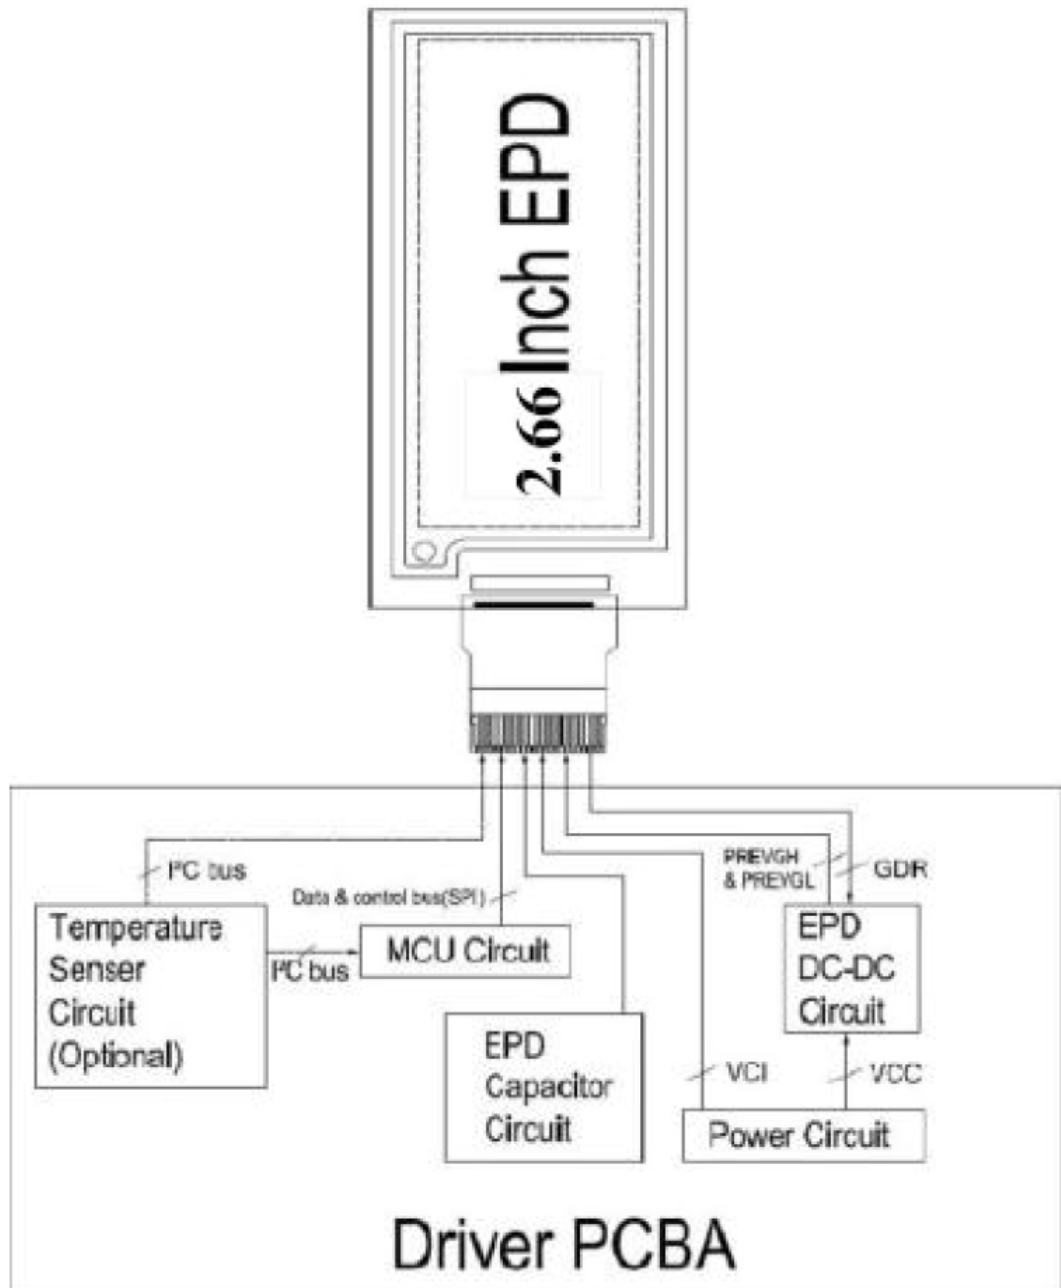 2.66 Inch EPD
I²C bus
Data & control bus(SPI)
PREVGH
& PREVGL
GDR
Temperature
Senser
Circuit
(Optional)
I²C bus
MCU Circuit
EPD
DC-DC
Circuit
EPD
Capacitor
Circuit
VCI
VCC
Power Circuit
Driver PCBA